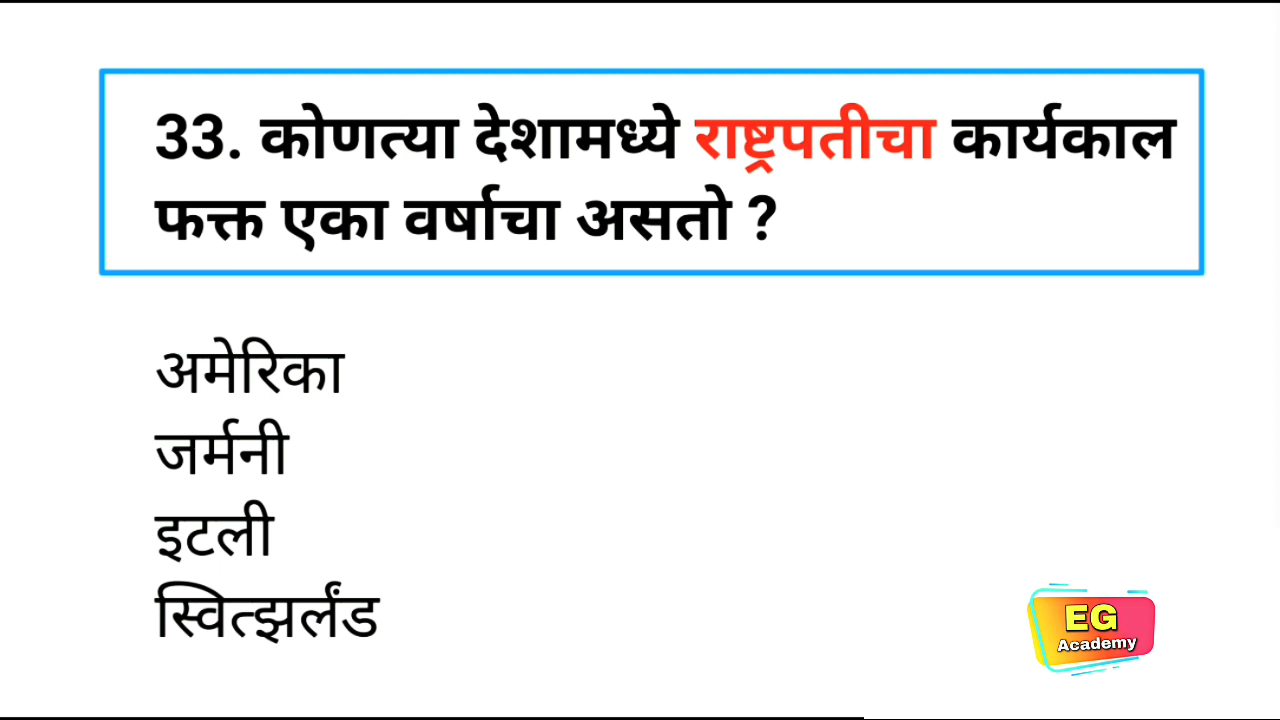 33. कोणत्या देशामध्ये राष्ट्रपतीचा कार्यकाल
फक्त एका वर्षाचा असतो ?
अमेरिका
जर्मनी
इटली
स्वित्झर्लंड
EG
Academy